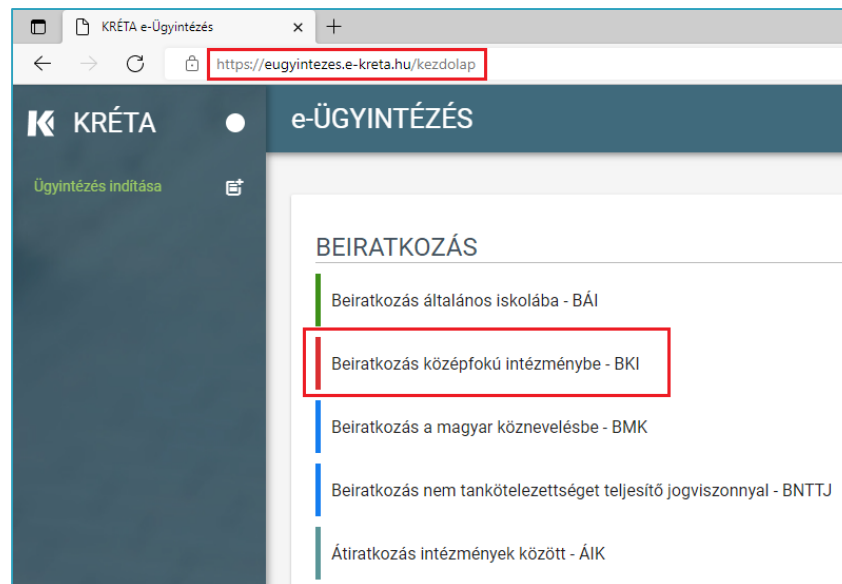 KRÉTA e-Ügyintézés
https://eugyintezes.e-kreta.hu/kezdolap
KRÉTA
e-ÜGYINTÉZÉS
Ügyintézés indítása
BEIRATKOZÁS
Beiratkozás általános iskolába - BÁI
Beiratkozás középfokú intézménybe - BKI
Beiratkozás a magyar köznevelésbe - BMK
Beiratkozás nem tankötelezettséget teljesítő jogviszonnyal - BNTTJ
Átiratkozás intézmények között - ÁIK